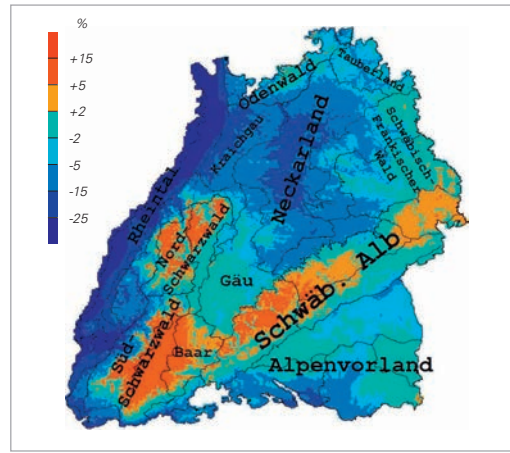 %
+15
+5
+2
-2
-5
-15
-25
Tauberland
Odenwald
Schwäbisch.
Fränkischer
Wald
Kraichgau
Neckarland
Rheintal
Nord
Schwarzwald
Gäu
Schwäb. Alb
Süd-
Schwarzwald
Baar
Alpenvorland